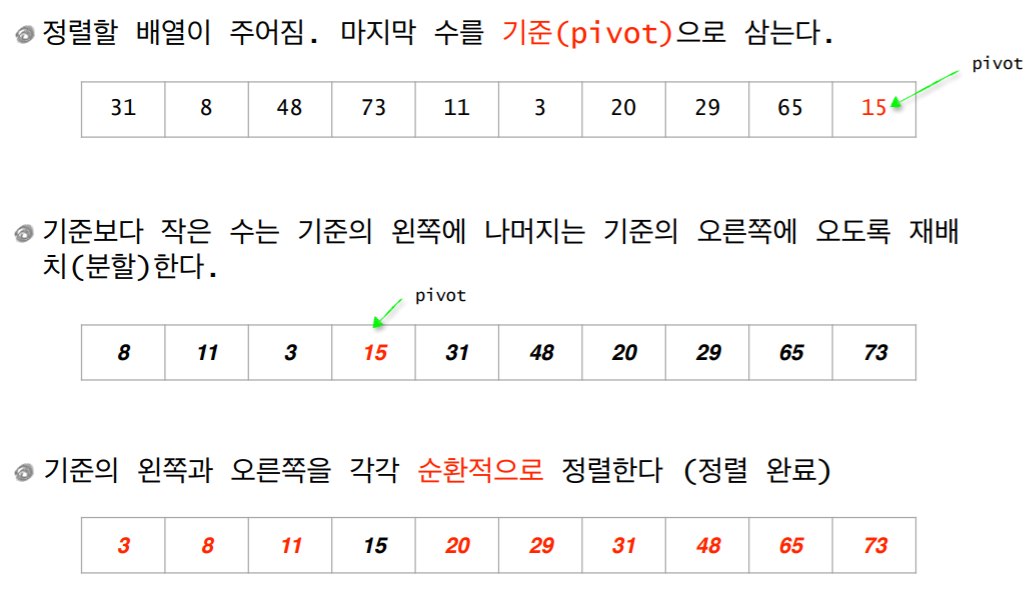 정렬할 배열이 주어짐. 마지막 수를 기준(pivot)으로 삼는다.
pivot
31 8 48 73 11 3 20 29 65 15
기준보다 작은 수는 기준의 왼쪽에 나머지는 기준의 오른쪽에 오도록 재배
치(분할)한다.
pivot
8 11 3 15 31 48 20 29 65 73
기준의 왼쪽과 오른쪽을 각각 순환적으로 정렬한다 (정렬 완료)
3 8 11 15 20 29 31 48 65 73